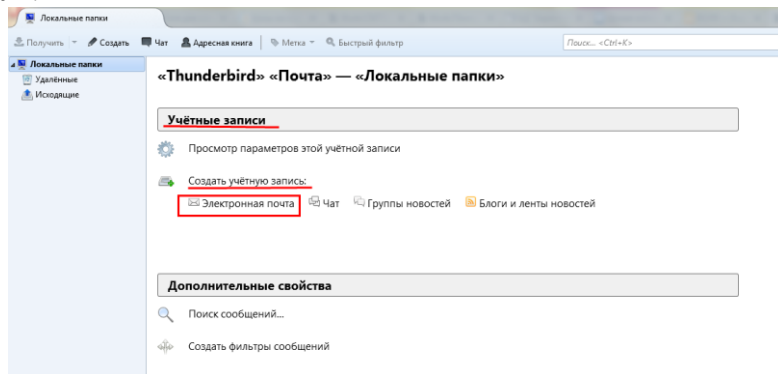 Локальные папки
Получить Создать Чат Адресная книга Метка Быстрый фильтр Поиск... <Ctrl+K>
Локальные папки
Удалённые
Исходящие
«Thunderbird» «Почта» — «Локальные папки»
Учётные записи
Просмотр параметров этой учётной записи
Создать учётную запись:
Электронная почта Чат Группы новостей Блоги и ленты новостей
Дополнительные свойства
Поиск сообщений...
Создать фильтры сообщений